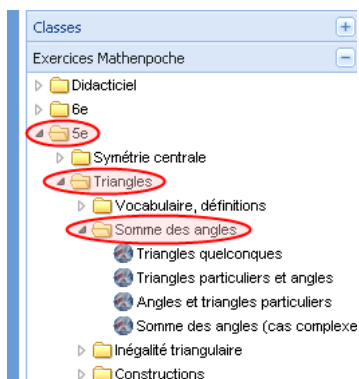 Classes
Exercices Mathenpoche
Didacticiel
6e
5e
Symétrie centrale
Triangles
Vocabulaire, définitions
Somme des angles
Triangles quelconques
Triangles particuliers et angles
Angles et triangles particuliers
Somme des angles (cas complexe
Inégalité triangulaire
Constructions